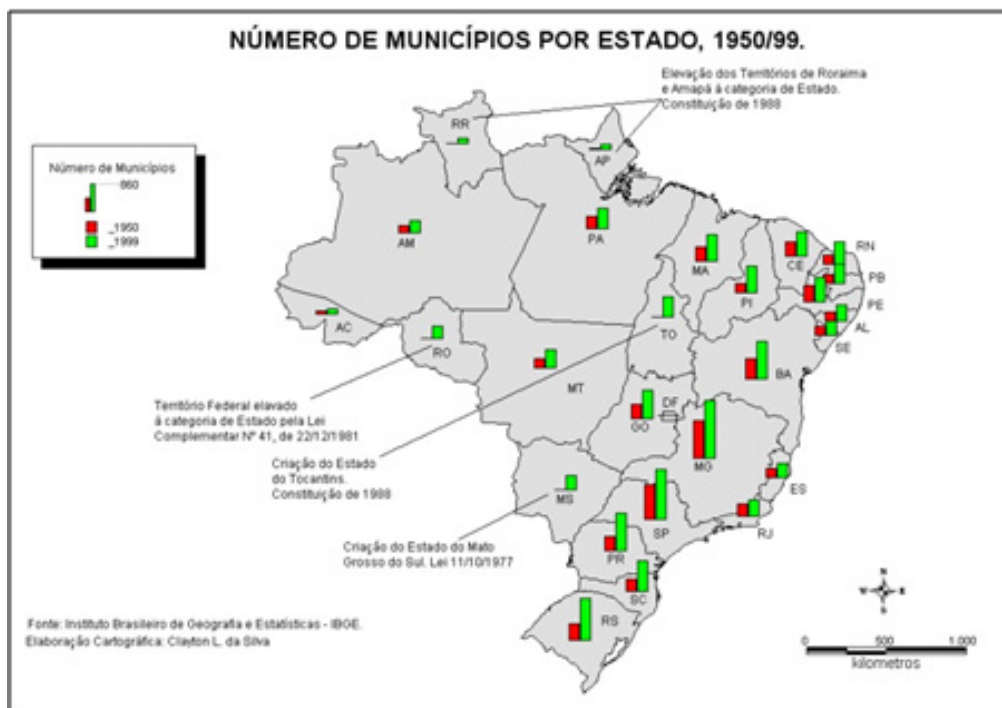 NÚMERO DE MUNICÍPIOS POR ESTADO, 1950/99.
Elevação dos Territórios de Roraima
e Amapá à categoria de Estado.
Constituição de 1988
Número de Municípios
860
_1950
_1999
RR
AP
AM
PA
MA
CE
RN
PB
PE
AL
SE
PI
TO
AC
RO
MT
BA
DF
GO
MG
ES
MS
SP
RJ
PR
SC
RS
Território Federal elavado
á categoria de Estado pela Lei
Complementar Nº 41, de 22/12/1981
Criação do Estado
do Tocantins.
Constituição de 1988
Criação do Estado do Mato
Grosso do Sul. Lei 11/10/1977
Fonte: Instituto Brasileiro de Geografia e Estatísticas - IBGE.
Elaboração Cartográfica: Clayton L. da Silva
N
W
E
S
0 500 1.000
kilometros